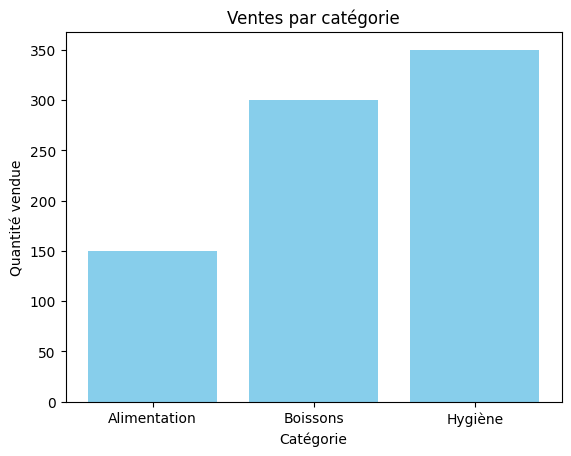 Ventes par catégorie
Quantité vendue
350
300
250
200
150
100
50
0
Alimentation
Boissons
Hygiène
Catégorie